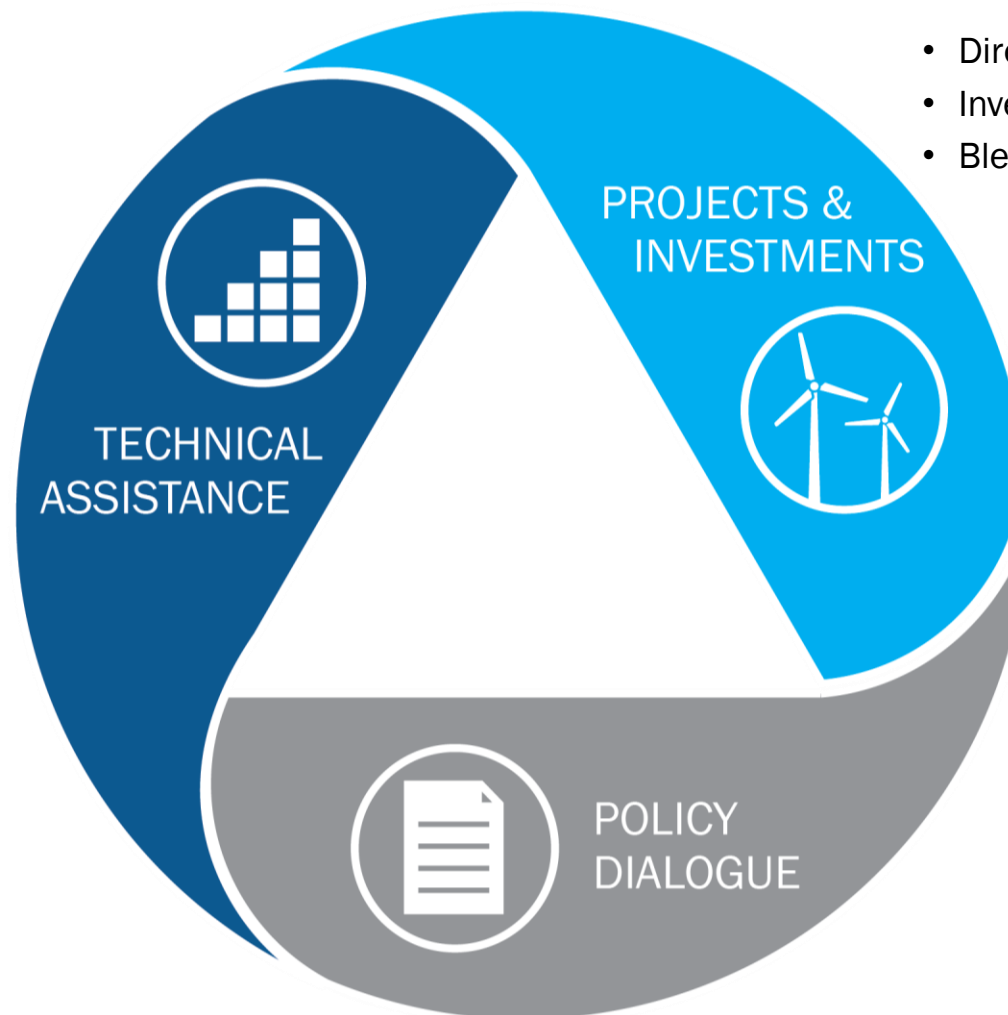 PROJECTS &
INVESTMENTS
TECHNICAL
ASSISTANCE
POLICY
DIALOGUE